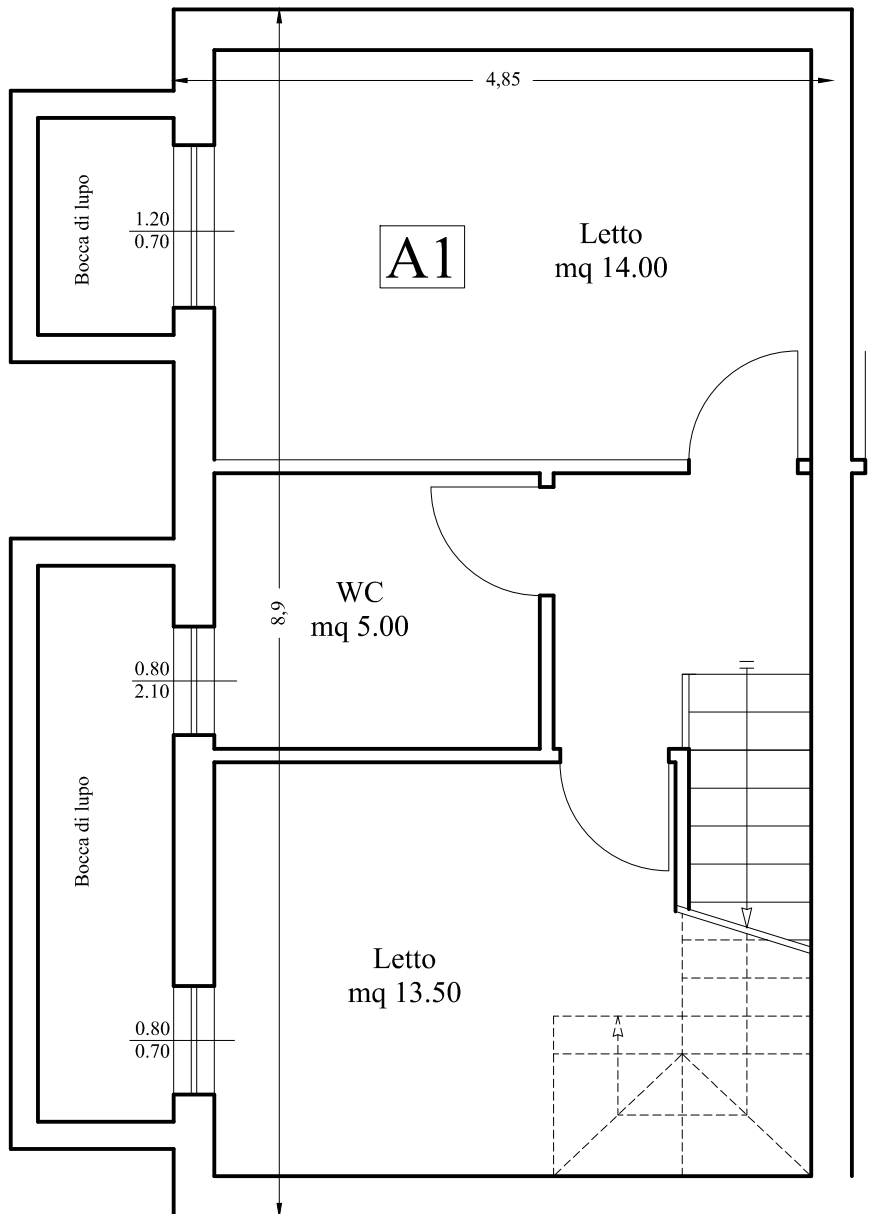 4,85
Bocca di lupo
1.20
0.70
A1
Letto
mq 14.00
WC
mq 5.00
8,9
0.80
2.10
Bocca di lupo
Letto
mq 13.50
0.80
0.70